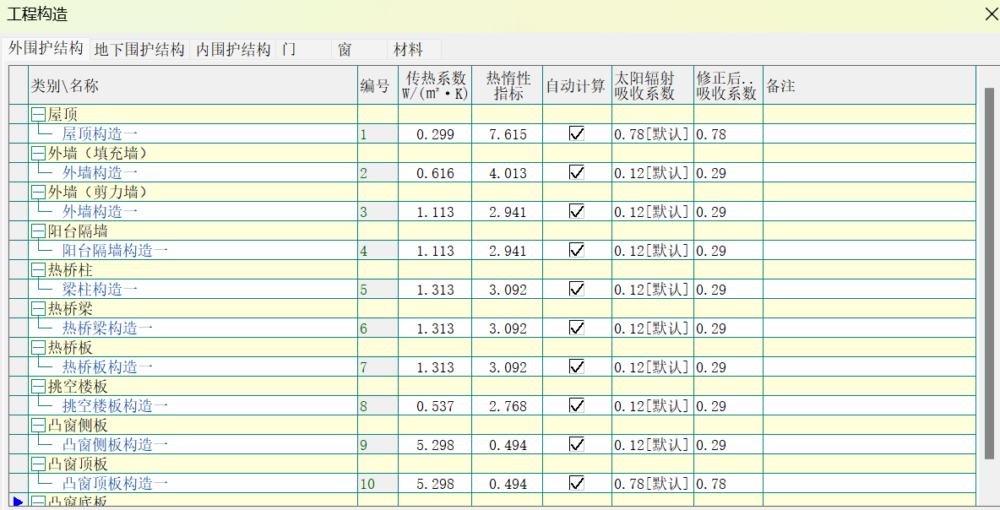 工程构造
外围护结构 地下围护结构 内围护结构 门 窗 材料
类别\名称 编号 传热系数 W/(m²·K) 热惰性指标 自动计算 太阳辐射吸收系数 修正后..吸收系数 备注
屋顶
屋顶构造一 1 0.299 7.615 0.78[默认] 0.78
外墙（填充墙）
外墙构造一 2 0.616 4.013 0.12[默认] 0.29
外墙（剪力墙）
外墙构造一 3 1.113 2.941 0.12[默认] 0.29
阳台隔墙
阳台隔墙构造一 4 1.113 2.941 0.12[默认] 0.29
热桥柱
梁柱构造一 5 1.313 3.092 0.12[默认] 0.29
热桥梁
热桥梁构造一 6 1.313 3.092 0.12[默认] 0.29
热桥板
热桥板构造一 7 1.313 3.092 0.12[默认] 0.29
挑空楼板
挑空楼板构造一 8 0.537 2.768 0.12[默认] 0.29
凸窗侧板
凸窗侧板构造一 9 5.298 0.494 0.12[默认] 0.29
凸窗顶板
凸窗顶板构造一 10 5.298 0.494 0.78[默认] 0.78
凸窗底板